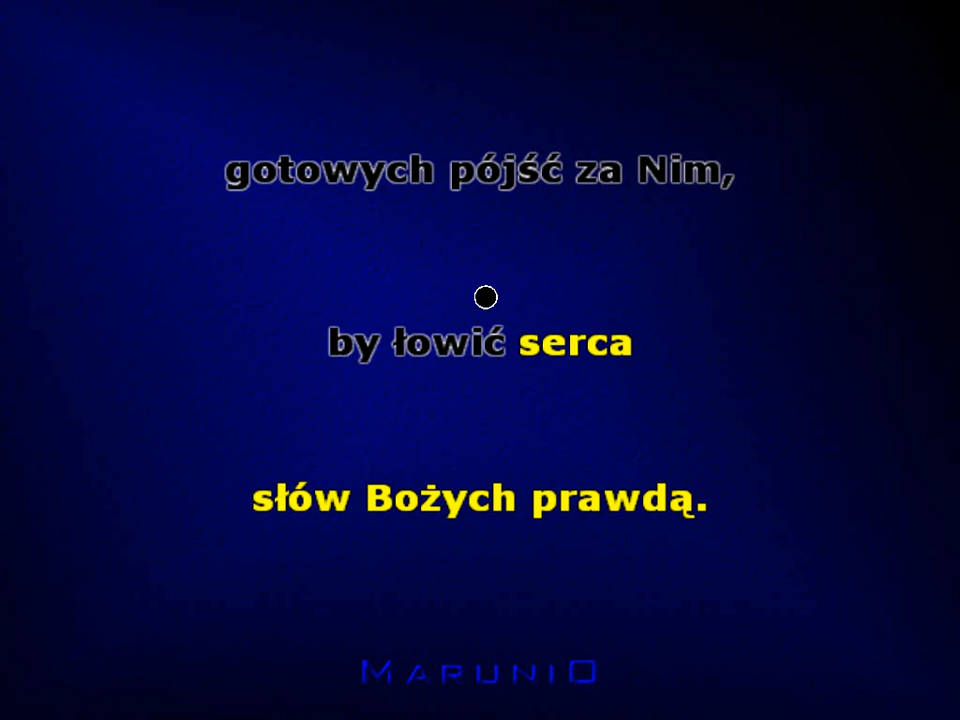 gotowych pójść za Nim,
by łowić serca
słów Bożych prawdą.
MARUNIO